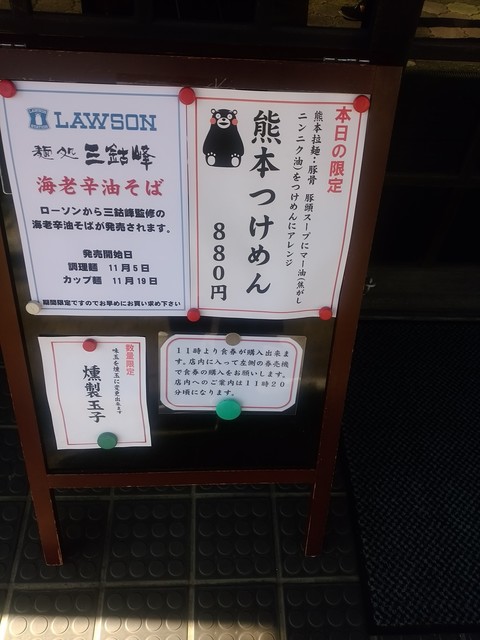 LAWSON
麺処 三鈷峰
海老辛油そば
ローソンから三鈷峰監修の
海老辛油そばが発売されます。
発売開始日
調理麺 11月5日
カップ麺 11月19日
期間限定ですのでお早めにお買い求め下さい
本日の限定
熊本拉麺:豚骨 豚頭スープにマー油(焦がし
ニンニク油)をつけめんにアレンジ
熊本つけめん
880円
数量限定
味玉を燻玉に変更出来ます
燻製玉子
11時より食券が購入出来ま
す。店内に入って左側の券売機
で食券の購入をお願いします。
店内へのご案内は11時20
分頃になります。